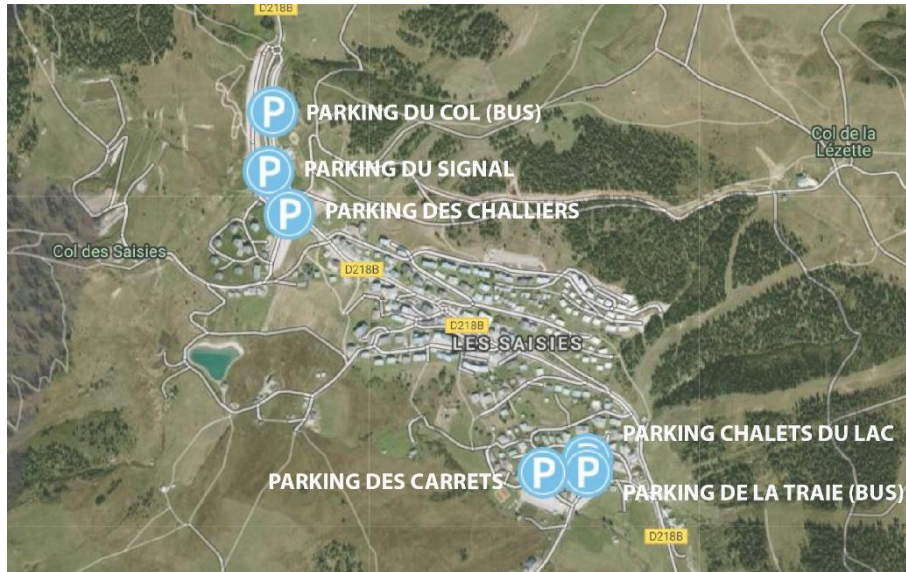 D218B
P PARKING DU COL (BUS)
Col de la
Lézette
P PARKING DU SIGNAL
P PARKING DES CHALLIERS
Col des Saisies
D218B
D218B
LES SAISIES
PARKING CHALETS DU LAC
PARKING DES CARRETS P P
PARKING DE LA TRAIE (BUS)
D218B